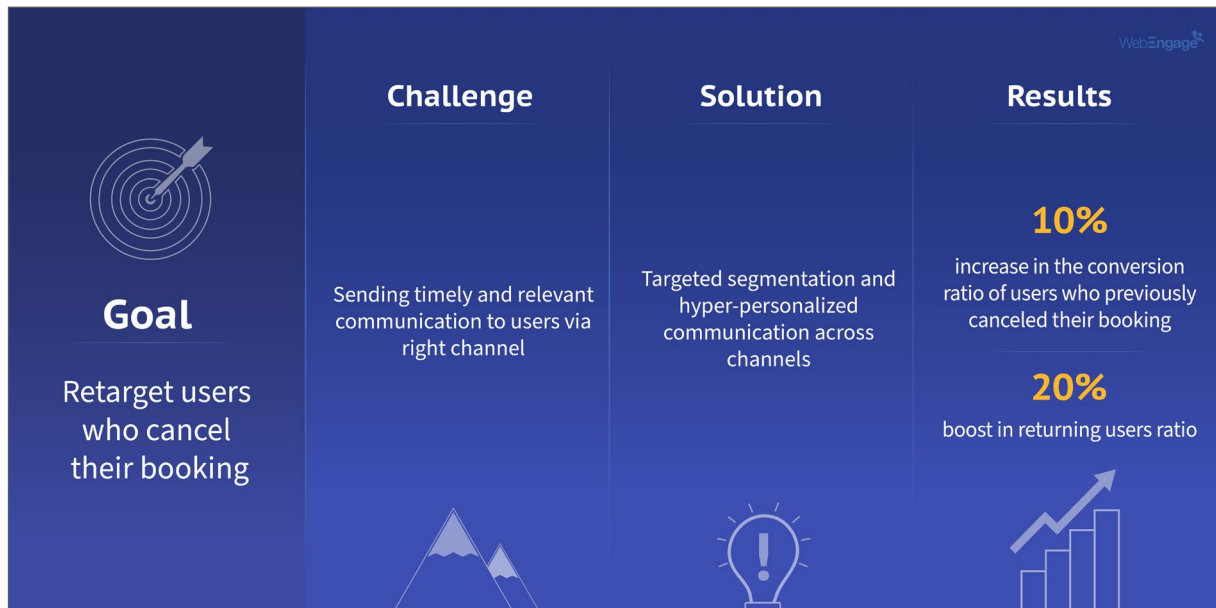 WebEngage
Goal
Retarget users
who cancel
their booking
Challenge
Sending timely and relevant
communication to users via
right channel
Solution
Targeted segmentation and
hyper-personalized
communication across
channels
Results
10%
increase in the conversion
ratio of users who previously
canceled their booking
20%
boost in returning users ratio